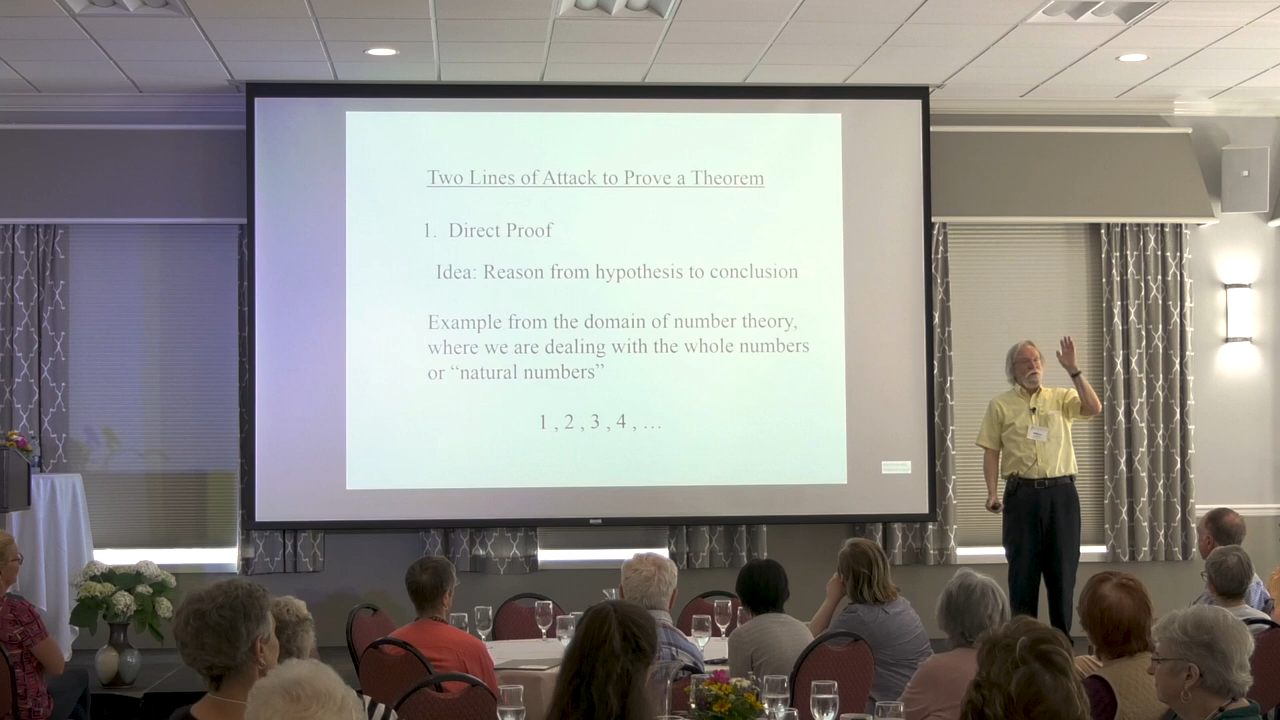 Two Lines of Attack to Prove a Theorem
1. Direct Proof
Idea: Reason from hypothesis to conclusion
Example from the domain of number theory,
where we are dealing with the whole numbers
or “natural numbers”
1 , 2 , 3 , 4 , …